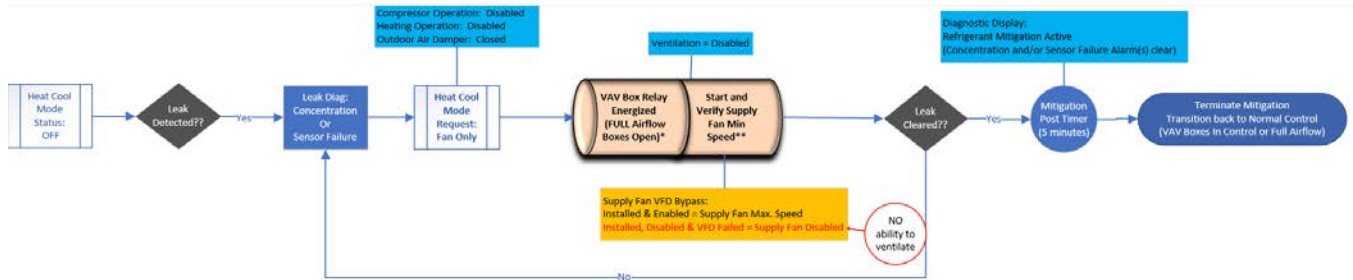 Compressor Operation: Disabled
Heating Operation: Disabled
Outdoor Air Damper: Closed
Ventilation = Disabled
Diagnostic Display:
Refrigerant Mitigation Active
(Concentration and/or Sensor Failure Alarm(s) clear)
Heat Cool
Mode
Status:
OFF
Leak
Detected??
Yes
Leak Diag:
Concentration
Or
Sensor Failure
Heat Cool
Mode
Request:
Fan Only
VAV Box Relay
Energized
(FULL Airflow
Boxes Open)*
Start and
Verify Supply
Fan Min
Speed**
Leak
Cleared??
Yes
Mitigation
Post Timer
(5 minutes)
Terminate Mitigation
Transition back to Normal Control
(VAV Boxes In Control or Full Airflow)
Supply Fan VFD Bypass:
Installed & Enabled = Supply Fan Max. Speed
Installed, Disabled & VFD Failed = Supply Fan Disabled
NO
ability to
ventilate
No